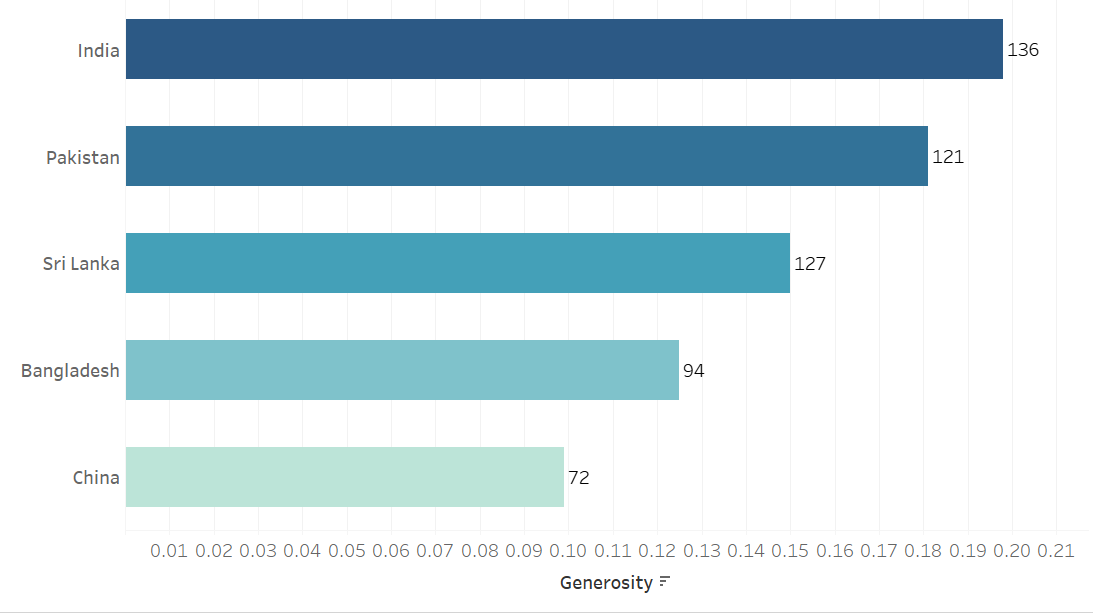 India 136
Pakistan 121
Sri Lanka 127
Bangladesh 94
China 72
0.01 0.02 0.03 0.04 0.05 0.06 0.07 0.08 0.09 0.10 0.11 0.12 0.13 0.14 0.15 0.16 0.17 0.18 0.19 0.20 0.21
Generosity